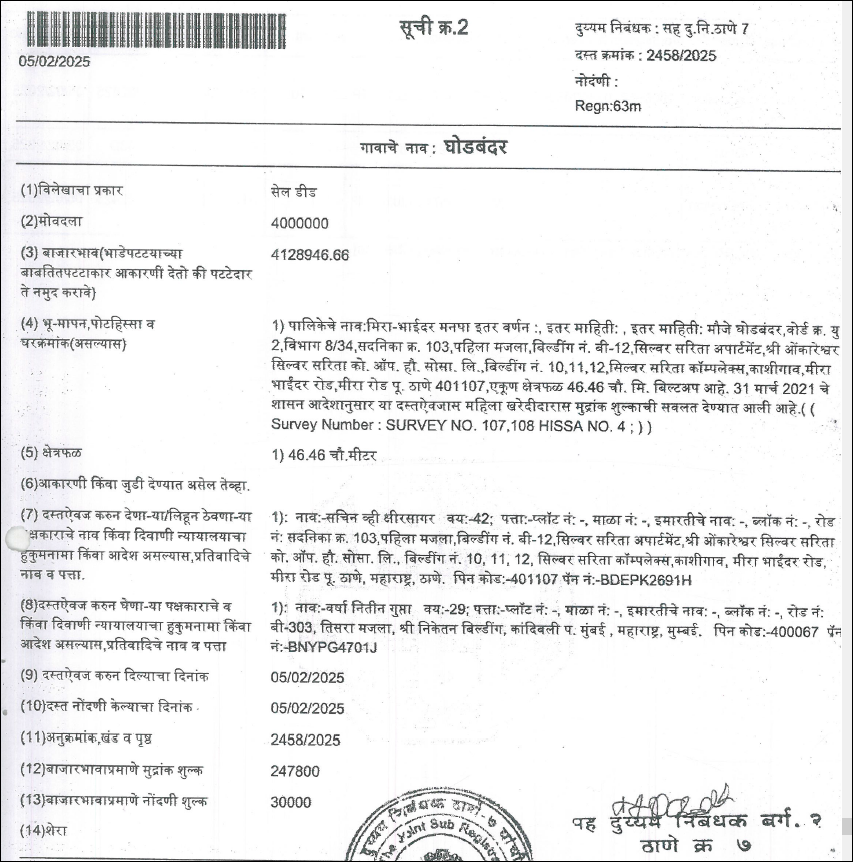 सूची क्र.2
दुय्यम निबंधक : सह दु.नि.ठाणे 7
05/02/2025
दस्त क्रमांक : 2458/2025
नोदंणी :
Regn:63m
गावाचे नाव : घोडबंदर
(1)विलेखाचा प्रकार
सेल डीड
(2)मोबदला
4000000
(3) बाजारभाव(भाडेपटटयाच्या
बाबतितपटटाकार आकारणी देतो की पटटेदार
ते नमुद करावे)
4128946.66
(4) भू-मापन,पोटहिस्सा व
घरक्रमांक(असल्यास)
1) पालिकेचे नाव:मिरा-भाईंदर मनपा इतर वर्णन :, इतर माहिती: , इतर माहिती: मौजे घोडबंदर,वोर्ड क्र. यु
2,विभाग 8/34,सदनिका क्र. 103,पहिला मजला,बिल्डींग नं. बी-12,सिल्वर सरिता अपार्टमेंट,श्री ओंकारेश्वर
सिल्वर सरिता को. ऑप. हौ. सोसा. लि.,बिल्डींग नं. 10,11,12,सिल्वर सरिता कॉम्पलेक्स,काशीगाव,मीरा
भाईंदर रोड,मीरा रोड पू. ठाणे 401107,एकूण क्षेत्रफळ 46.46 चौ. मि. बिल्टअप आहे. 31 मार्च 2021 चे
शासन आदेशानुसार या दस्तऐवजास महिला खरेदीदारास मुद्रांक शुल्काची सवलत देण्यात आली आहे.( (
Survey Number : SURVEY NO. 107,108 HISSA NO. 4 ; ) )
(5) क्षेत्रफळ
1) 46.46 चौ.मीटर
(6)आकारणी किंवा जुडी देण्यात असेल तेव्हा.
(7) दस्तऐवज करुन देणा-या/लिहून ठेवणा-या
पक्षकाराचे नाव किंवा दिवाणी न्यायालयाचा
हुकुमनामा किंवा आदेश असल्यास,प्रतिवादिचे
नाव व पत्ता.
1): नाव:-सचिन व्ही क्षीरसागर वय:-42; पत्ता:-प्लॉट नं: -, माळा नं: -, इमारतीचे नाव: -, ब्लॉक नं: -, रोड
नं: सदनिका क्र. 103,पहिला मजला,बिल्डींग नं. बी-12,सिल्वर सरिता अपार्टमेंट,श्री ओंकारेश्वर सिल्वर सरिता
को. ऑप. हौ. सोसा. लि., बिल्डींग नं. 10, 11, 12, सिल्वर सरिता कॉम्पलेक्स,काशीगाव, मीरा भाईंदर रोड,
मीरा रोड पू. ठाणे, महाराष्ट्र, ठाणे. पिन कोड:-401107 पॅन नं:-BDEPK2691H
(8)दस्तऐवज करुन घेणा-या पक्षकाराचे व
किंवा दिवाणी न्यायालयाचा हुकुमनामा किंवा
आदेश असल्यास,प्रतिवादिचे नाव व पत्ता
1): नाव:-वर्षा नितीन गुप्ता वय:-29; पत्ता:-प्लॉट नं: -, माळा नं: -, इमारतीचे नाव: -, ब्लॉक नं: -, रोड नं:
बी-303, तिसरा मजला, श्री निकेतन बिल्डींग, कांदिवली प. मुंबई , महाराष्ट्र, मुम्बई. पिन कोड:-400067 पॅन
नं:-BNYPG4701J
(9) दस्तऐवज करुन दिल्याचा दिनांक
05/02/2025
(10)दस्त नोंदणी केल्याचा दिनांक
05/02/2025
(11)अनुक्रमांक,खंड व पृष्ठ
2458/2025
(12)बाजारभावाप्रमाणे मुद्रांक शुल्क
247800
(13)बाजारभावाप्रमाणे नोंदणी शुल्क
30000
(14)शेरा
दुय्यम निबंधक ठाणे-७
The Joint Sub Registrar
सह दुय्यम निबंधक वर्ग. २
ठाणे क्र ७